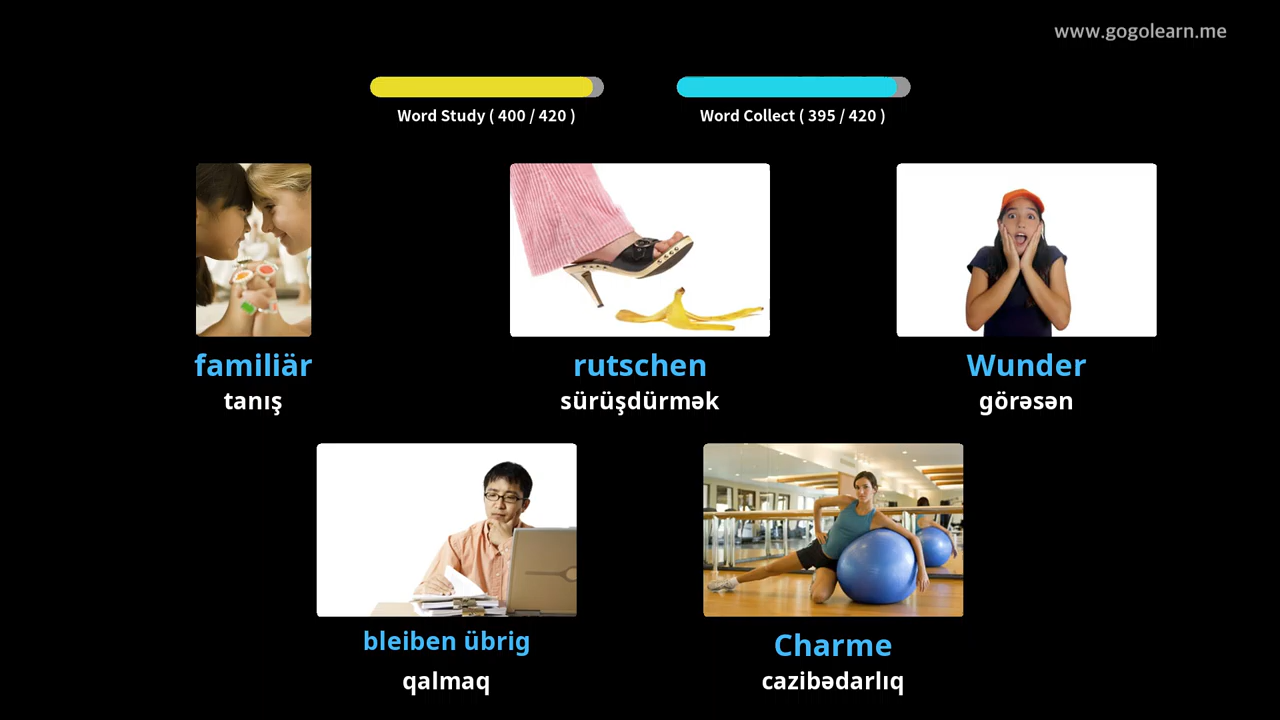 www.gogolearn.me
Word Study ( 400 / 420 )
Word Collect ( 395 / 420 )
familiär
tanış
rutschen
sürüşdürmək
Wunder
görəsən
bleiben übrig
qalmaq
Charme
cazibədarlıq